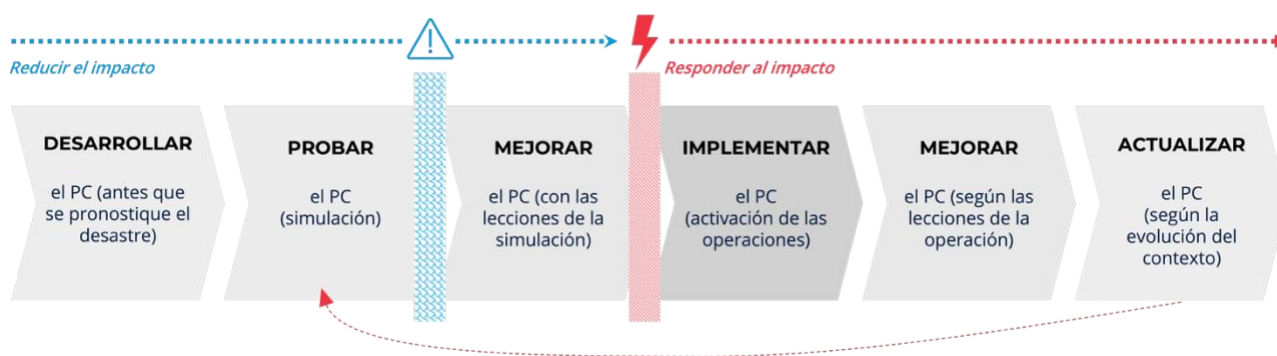 Reducir el impacto
Responder al impacto
DESARROLLAR
el PC (antes que
se pronostique el
desastre)
PROBAR
el PC
(simulación)
MEJORAR
el PC (con las
lecciones de la
simulación)
IMPLEMENTAR
el PC
(activación de las
operaciones)
MEJORAR
el PC (según las
lecciones de la
operación)
ACTUALIZAR
el PC
(según la
evolución del
contexto)